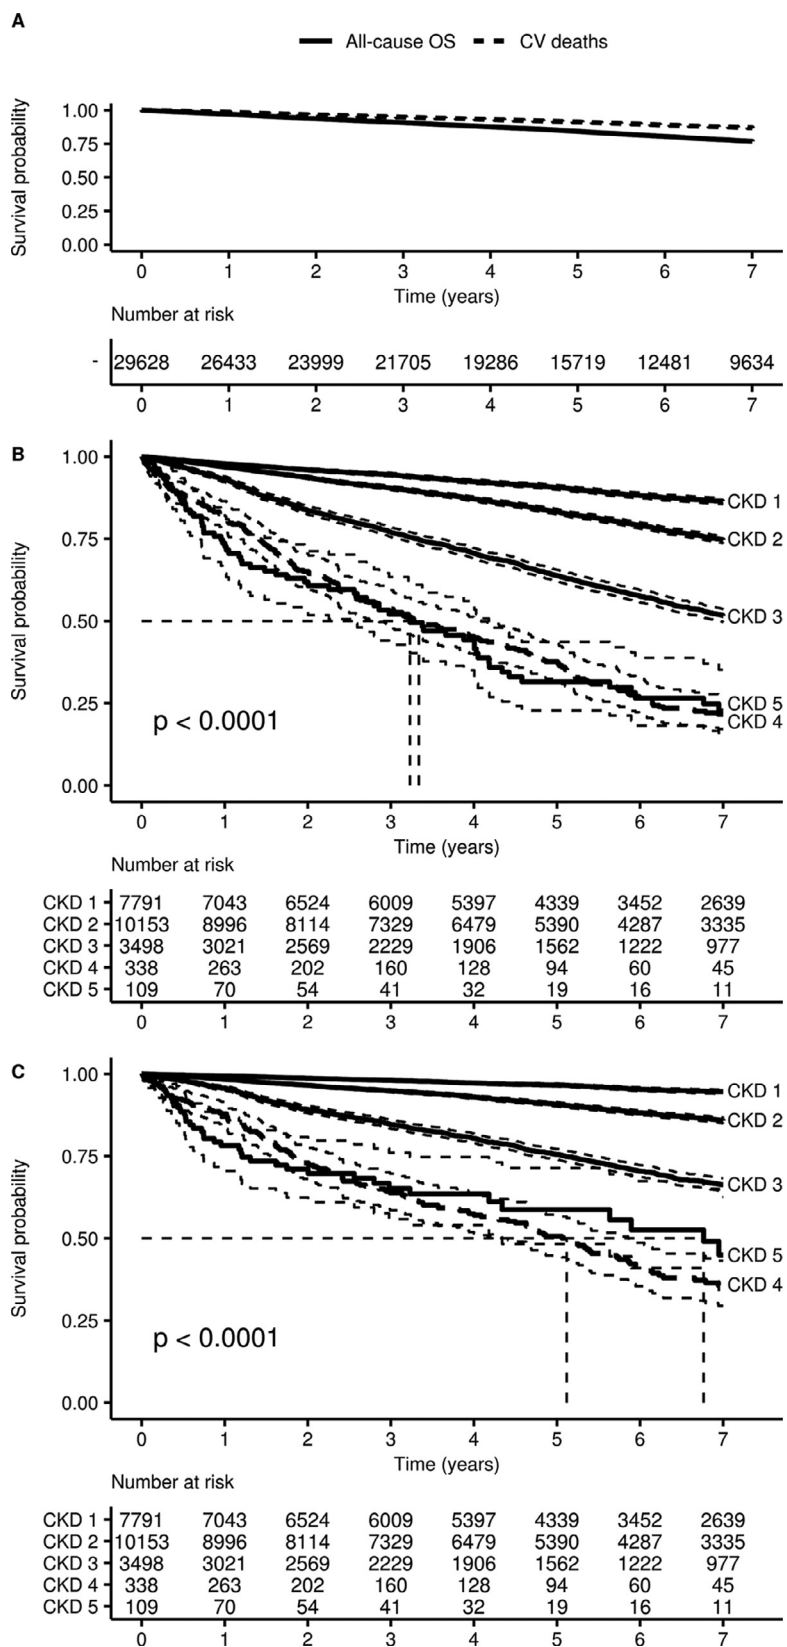 A
All-cause OS CV deaths
Survival probability
1.00
0.75
0.50
0.25
0.00
0 1 2 3 4 5 6 7
Time (years)
Number at risk
- 29628 26433 23999 21705 19286 15719 12481 9634
0 1 2 3 4 5 6 7
B
Survival probability
1.00
0.75
0.50
0.25
0.00
CKD 1
CKD 2
CKD 3
CKD 5
CKD 4
p < 0.0001
0 1 2 3 4 5 6 7
Time (years)
Number at risk
CKD 1 7791 7043 6524 6009 5397 4339 3452 2639
CKD 2 10153 8996 8114 7329 6479 5390 4287 3335
CKD 3 3498 3021 2569 2229 1906 1562 1222 977
CKD 4 338 263 202 160 128 94 60 45
CKD 5 109 70 54 41 32 19 16 11
0 1 2 3 4 5 6 7
C
Survival probability
1.00
0.75
0.50
0.25
0.00
CKD 1
CKD 2
CKD 3
CKD 5
CKD 4
p < 0.0001
0 1 2 3 4 5 6 7
Time (years)
Number at risk
CKD 1 7791 7043 6524 6009 5397 4339 3452 2639
CKD 2 10153 8996 8114 7329 6479 5390 4287 3335
CKD 3 3498 3021 2569 2229 1906 1562 1222 977
CKD 4 338 263 202 160 128 94 60 45
CKD 5 109 70 54 41 32 19 16 11
0 1 2 3 4 5 6 7